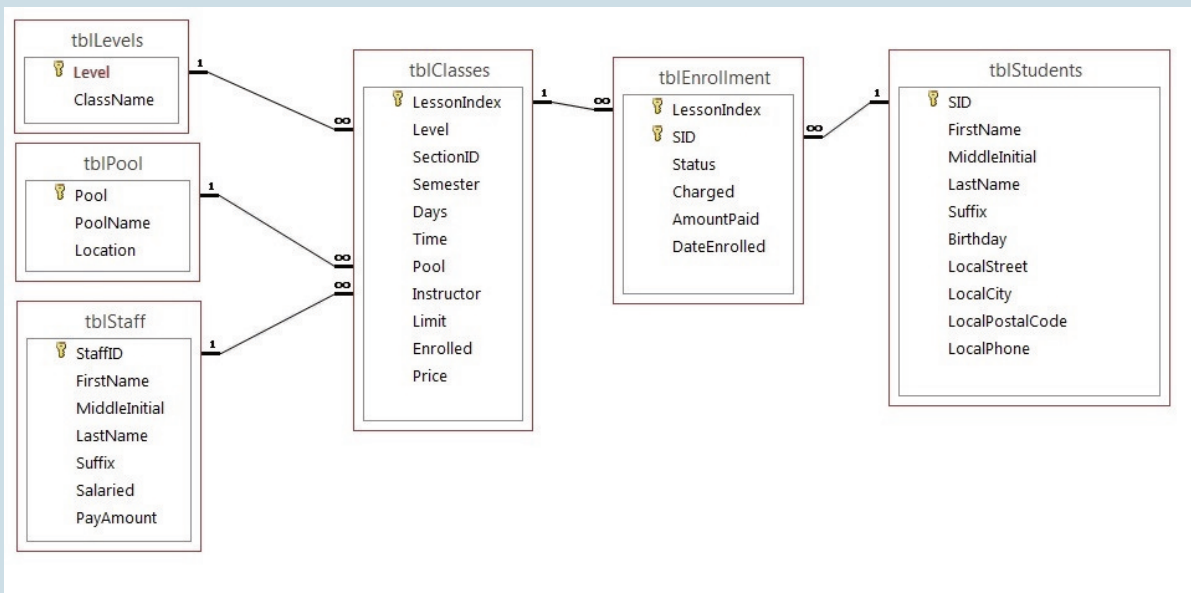 tblLevels
Level
ClassName
tblPool
Pool
PoolName
Location
tblStaff
StaffID
FirstName
MiddleInitial
LastName
Suffix
Salaried
PayAmount
1
1
1
∞
∞
∞
tblClasses
LessonIndex
Level
SectionID
Semester
Days
Time
Pool
Instructor
Limit
Enrolled
Price
1
∞
tblEnrollment
LessonIndex
SID
Status
Charged
AmountPaid
DateEnrolled
∞
1
tblStudents
SID
FirstName
MiddleInitial
LastName
Suffix
Birthday
LocalStreet
LocalCity
LocalPostalCode
LocalPhone